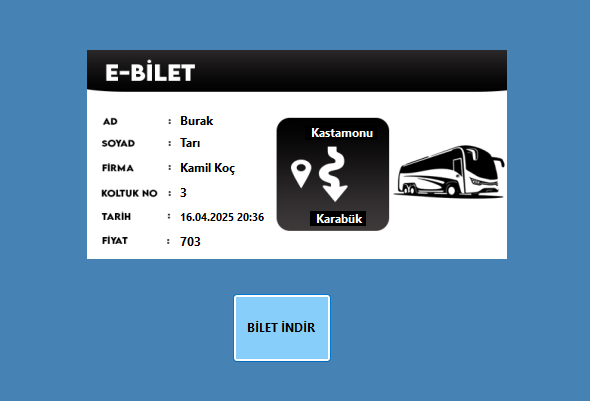 E-BİLET
AD : Burak
SOYAD : Tarı
FİRMA : Kamil Koç
KOLTUK NO : 3
TARİH : 16.04.2025 20:36
FİYAT : 703
Kastamonu
Karabük
BİLET İNDİR